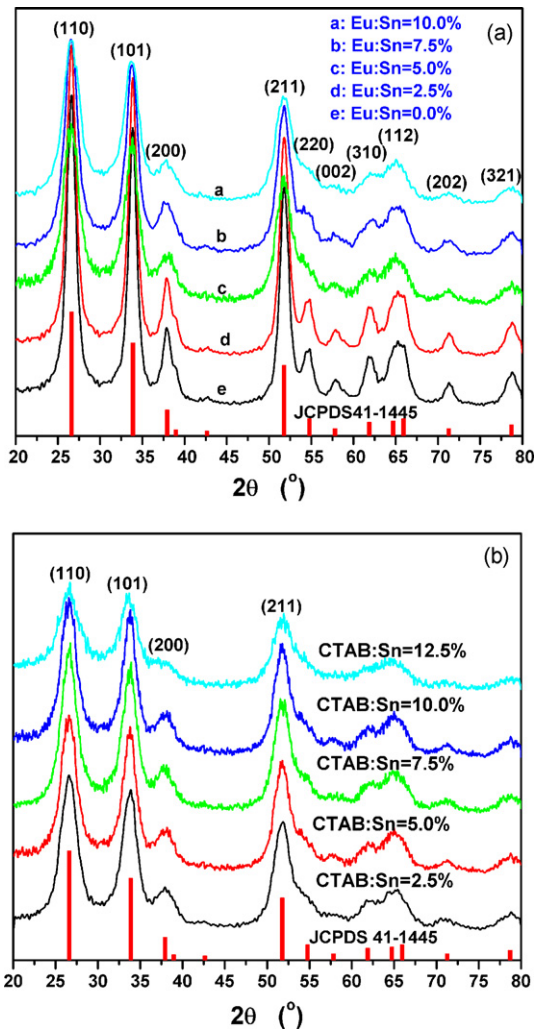 (a)
a: Eu:Sn=10.0%
b: Eu:Sn=7.5%
c: Eu:Sn=5.0%
d: Eu:Sn=2.5%
e: Eu:Sn=0.0%
(110)
(101)
(200)
(211)
(220)
(002)
(310)
(112)
(202)
(321)
a
b
c
d
e
JCPDS41-1445
20 25 30 35 40 45 50 55 60 65 70 75 80
2θ (°)
(b)
(110)
(101)
(200)
(211)
CTAB:Sn=12.5%
CTAB:Sn=10.0%
CTAB:Sn=7.5%
CTAB:Sn=5.0%
CTAB:Sn=2.5%
JCPDS 41-1445
20 25 30 35 40 45 50 55 60 65 70 75 80
2θ (°)